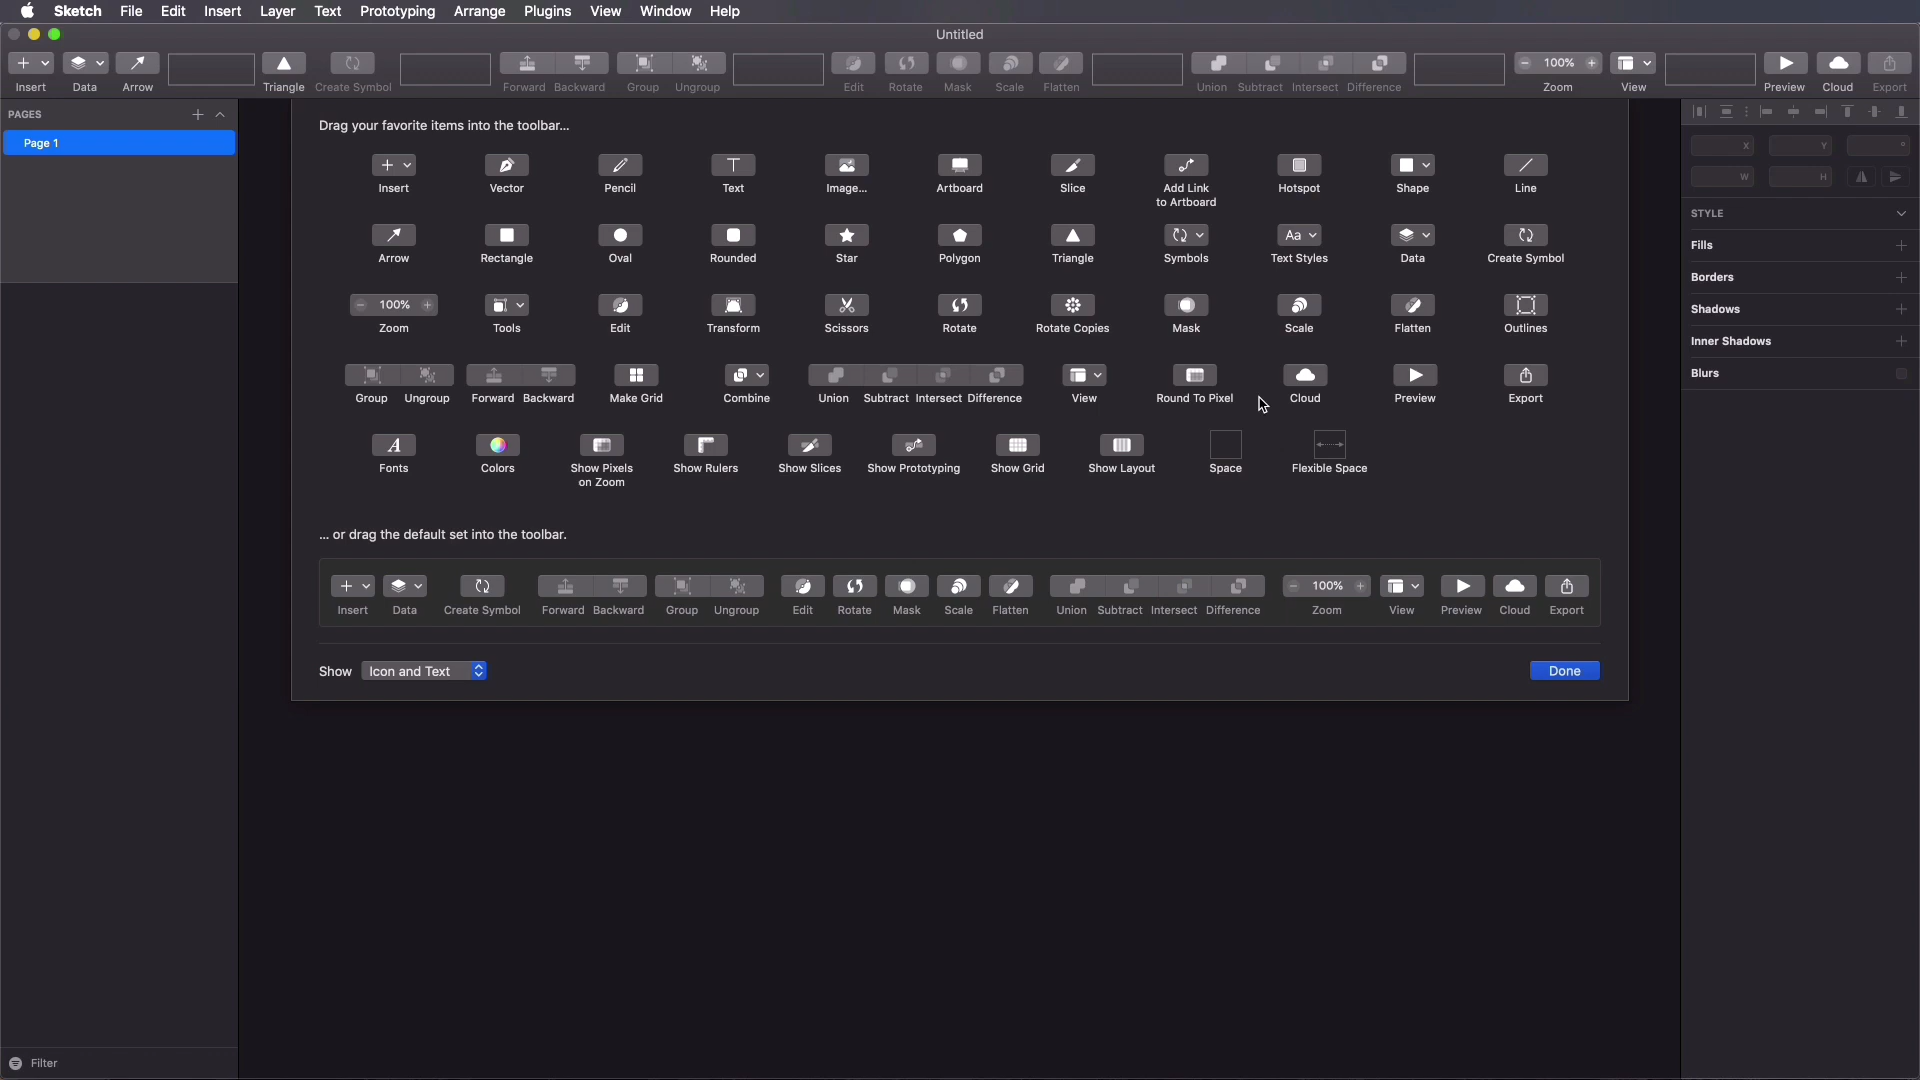 Sketch File Edit Insert Layer Text Prototyping Arrange Plugins View Window Help
Untitled
100%
Insert Data Arrow Triangle Create Symbol Forward Backward Group Ungroup Edit Rotate Mask Scale Flatten Union Subtract Intersect Difference Zoom View Preview Cloud Export
PAGES
Page 1
Filter
Drag your favorite items into the toolbar...
Insert Vector Pencil Text Image... Artboard Slice Add Link Hotspot Shape Line
to Artboard
Aa
Arrow Rectangle Oval Rounded Star Polygon Triangle Symbols Text Styles Data Create Symbol
100%
Zoom Tools Edit Transform Scissors Rotate Rotate Copies Mask Scale Flatten Outlines
Group Ungroup Forward Backward Make Grid Combine Union Subtract Intersect Difference View Round To Pixel Cloud Preview Export
Fonts Colors Show Pixels Show Rulers Show Slices Show Prototyping Show Grid Show Layout Space Flexible Space
on Zoom
... or drag the default set into the toolbar.
100%
Insert Data Create Symbol Forward Backward Group Ungroup Edit Rotate Mask Scale Flatten Union Subtract Intersect Difference Zoom View Preview Cloud Export
Show Icon and Text Done
X Y °
W H
STYLE
Fills
Borders
Shadows
Inner Shadows
Blurs